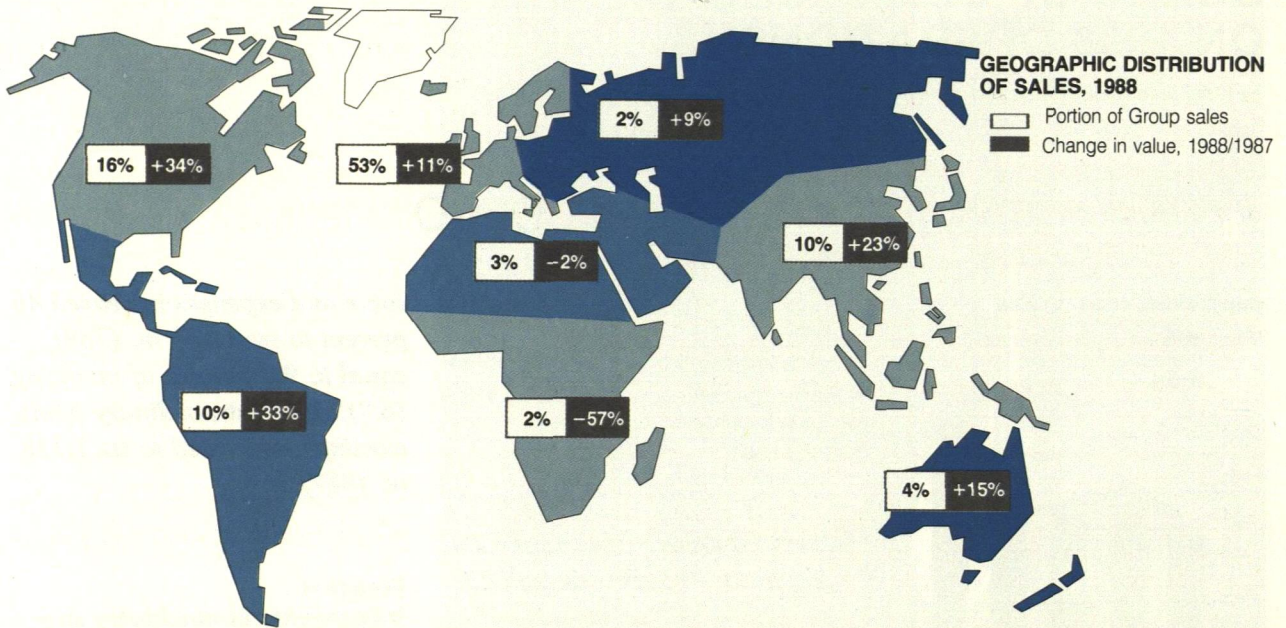 GEOGRAPHIC DISTRIBUTION
OF SALES, 1988
Portion of Group sales
Change in value, 1988/1987
2% +9%
16% +34%
53% +11%
10% +23%
3% −2%
10% +33%
2% −57%
4% +15%